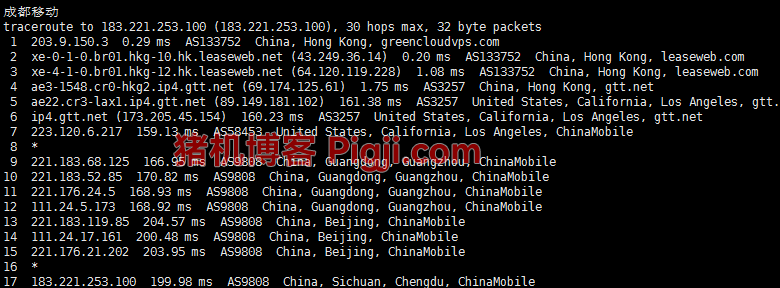 成都移动
traceroute to 183.221.253.100 (183.221.253.100), 30 hops max, 32 byte packets
1 203.9.150.3 0.29 ms AS133752 China, Hong Kong, greencloudvps.com
2 xe-0-1-0.br01.hkg-10.hk.leaseweb.net (43.249.36.14) 0.20 ms AS133752 China, Hong Kong, leaseweb.com
3 xe-4-1-0.br01.hkg-12.hk.leaseweb.net (64.120.119.228) 1.08 ms AS133752 China, Hong Kong, leaseweb.com
4 ae3-1548.cr0-hkg2.ip4.gtt.net (69.174.125.61) 1.75 ms AS3257 China, Hong Kong, gtt.net
5 ae22.cr3-lax1.ip4.gtt.net (89.149.181.102) 161.38 ms AS3257 United States, California, Los Angeles, gtt.
6 ip4.gtt.net (173.205.45.154) 160.23 ms AS3257 United States, California, Los Angeles, gtt.net
7 223.120.6.217 159.13 ms AS58453 United States, California, Los Angeles, ChinaMobile
8 *
猪机博客 Pigji.com
9 221.183.68.125 166.95 ms AS9808 China, Guangdong, Guangzhou, ChinaMobile
10 221.183.52.85 170.82 ms AS9808 China, Guangdong, Guangzhou, ChinaMobile
11 221.176.24.5 168.93 ms AS9808 China, Guangdong, Guangzhou, ChinaMobile
12 111.24.5.173 168.92 ms AS9808 China, Guangdong, Guangzhou, ChinaMobile
13 221.183.119.85 204.57 ms AS9808 China, Beijing, ChinaMobile
14 111.24.17.161 200.48 ms AS9808 China, Beijing, ChinaMobile
15 221.176.21.202 203.95 ms AS9808 China, Beijing, ChinaMobile
16 *
17 183.221.253.100 199.98 ms AS9808 China, Sichuan, Chengdu, ChinaMobile